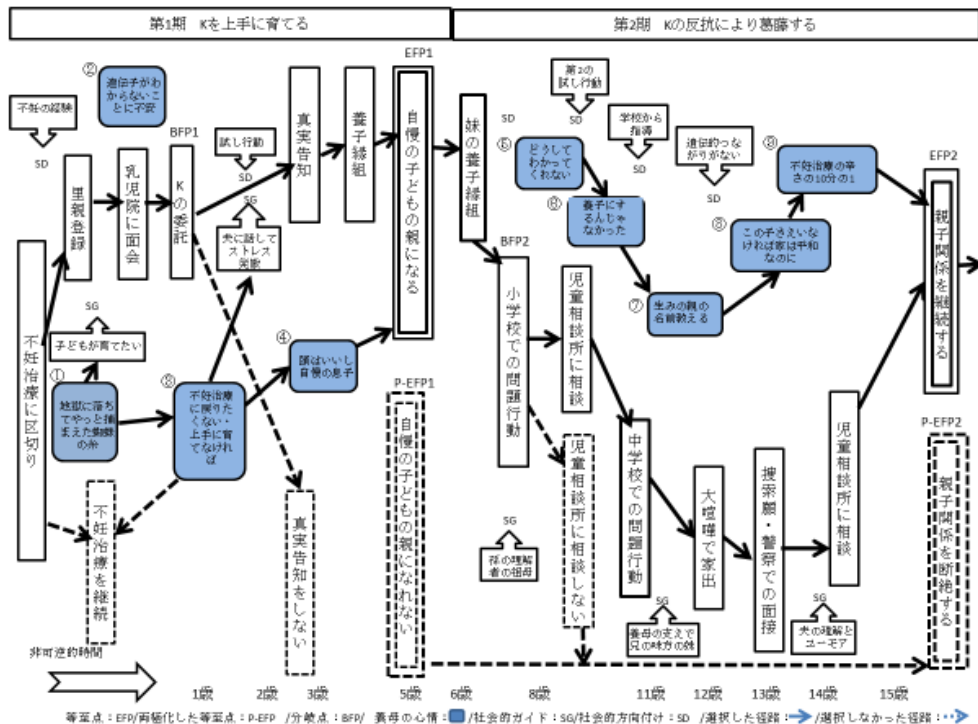 第1期 Kを上手に育てる
第2期 Kの反抗により葛藤する
EFP1
②
遺伝子がわ
からないこ
とに不安
不妊の経験
SD
BFP1
試し行動
SD
SG
夫に話して
ストレス
発散
里親登録
乳児院に面会
Kの委託
真実告知
養子縁組
自慢の子どもの親になる
不妊治療に区切り
SG
子どもが育てたい
①
地獄に落ち
てやっと捕
まえた蜘蛛
の糸
③
不妊治療
に戻りた
くない・
上手に育
てなけれ
ば
④
頭はいいし
自慢の息子
不妊治療を継続
真実告知をしない
P-EFP1
自慢の子どもの親になれない
妹の養子縁組
SD
第2の
試し行動
SD
⑤
どうして
わかって
くれない
学校から
指導
SD
⑥
養子にす
るんじゃ
なかった
遺伝的つな
がりがない
SD
⑨
不妊治療の辛
さの10分の1
⑧
この子さえいな
ければ家は平和
なのに
⑦
生みの親の
名前教える
EFP2
親子関係を継続する
BFP2
小学校での問題行動
児童相談所に相談
児童相談所に相談しない
SG
孫の理解
者の祖母
中学校での問題行動
大喧嘩で家出
捜索願・警察での面接
児童相談所に相談
SG
養母の支えで
兄の味方の妹
SG
夫の理解と
ユーモア
P-EFP2
親子関係を断絶する
非可逆的時間
1歳 2歳 3歳 5歳 6歳 8歳 11歳 12歳 13歳 14歳 15歳
等至点:EFP/両極化した等至点:P-EFP /分岐点:BFP/ 養母の心情: /社会的ガイド:SG/社会的方向付け:SD /選択した径路: /選択しなかった径路: